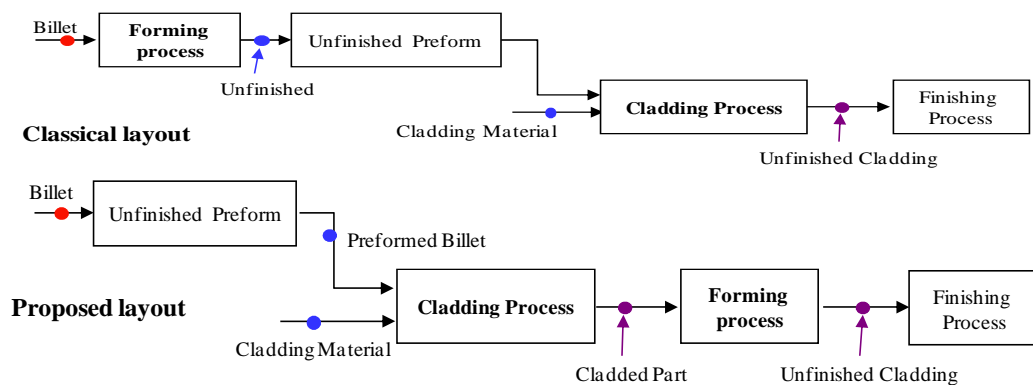 Billet
Forming
process
Unfinished Preform
Unfinished
Cladding Material
Cladding Process
Finishing
Process
Classical layout
Unfinished Cladding
Billet
Unfinished Preform
Preformed Billet
Proposed layout
Cladding Process
Forming
process
Finishing
Process
Cladding Material
Cladded Part
Unfinished Cladding